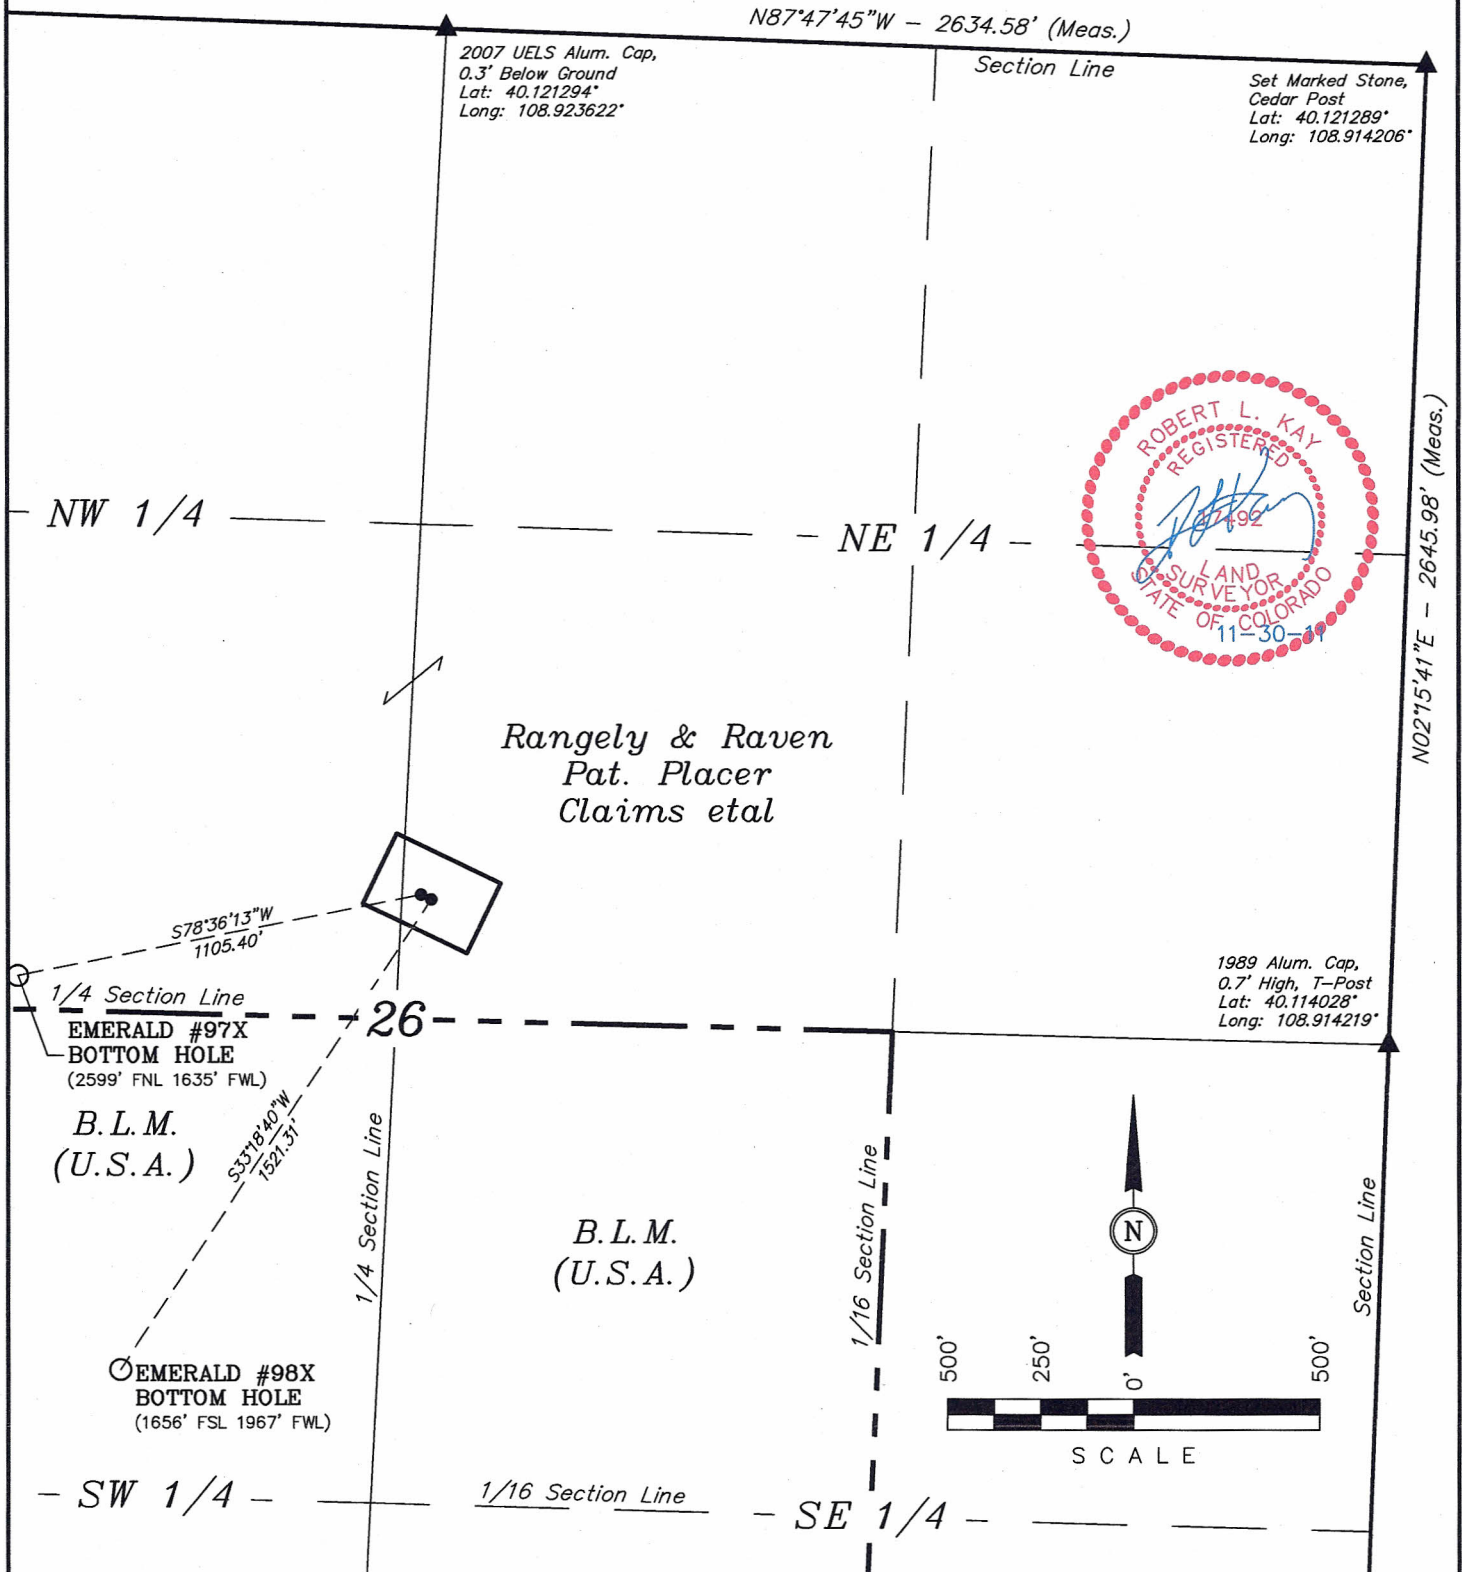 N87°47'45"W - 2634.58' (Meas.)
2007 UELS Alum. Cap,
0.3' Below Ground
Lat: 40.121294°
Long: 108.923622°
Section Line
Set Marked Stone,
Cedar Post
Lat: 40.121289°
Long: 108.914206°
ROBERT L. KAY
REGISTERED
LAND
SURVEYOR
STATE OF COLORADO
N02°15'41"E - 2645.98' (Meas.)
NW 1/4
NE 1/4
Rangely & Raven
Pat. Placer
Claims etal
S78°36'13"W
1105.40'
1/4 Section Line
26
1989 Alum. Cap,
0.7' High, T-Post
Lat: 40.114028°
Long: 108.914219°
EMERALD #97X
BOTTOM HOLE
(2599' FNL 1635' FWL)
B.L.M.
(U.S.A.)
S33°18'40"W
1521.31'
1/4 Section Line
B.L.M.
(U.S.A.)
1/16 Section Line
N
Section Line
500'
250'
0'
500'
SCALE
EMERALD #98X
BOTTOM HOLE
(1656' FSL 1967' FWL)
SW 1/4
1/16 Section Line
SE 1/4